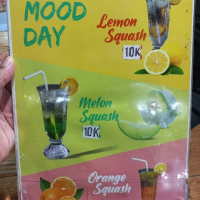 MOOD
DAY
Lemon
Squash
10K
Melon
Squash
10K
Orange
Squash